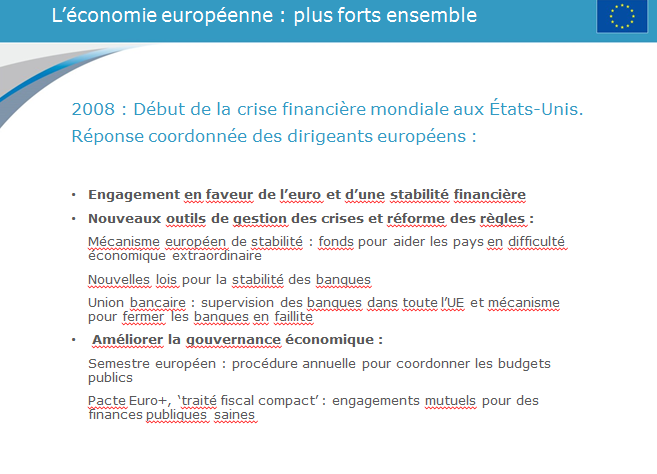 L’économie européenne : plus forts ensemble
2008 : Début de la crise financière mondiale aux États-Unis.
Réponse coordonnée des dirigeants européens :
• Engagement en faveur de l’euro et d’une stabilité financière
• Nouveaux outils de gestion des crises et réforme des règles :
Mécanisme européen de stabilité : fonds pour aider les pays en difficulté
économique extraordinaire
Nouvelles lois pour la stabilité des banques
Union bancaire : supervision des banques dans toute l’UE et mécanisme
pour fermer les banques en faillite
• Améliorer la gouvernance économique :
Semestre européen : procédure annuelle pour coordonner les budgets
publics
Pacte Euro+, ‘traité fiscal compact’ : engagements mutuels pour des
finances publiques saines